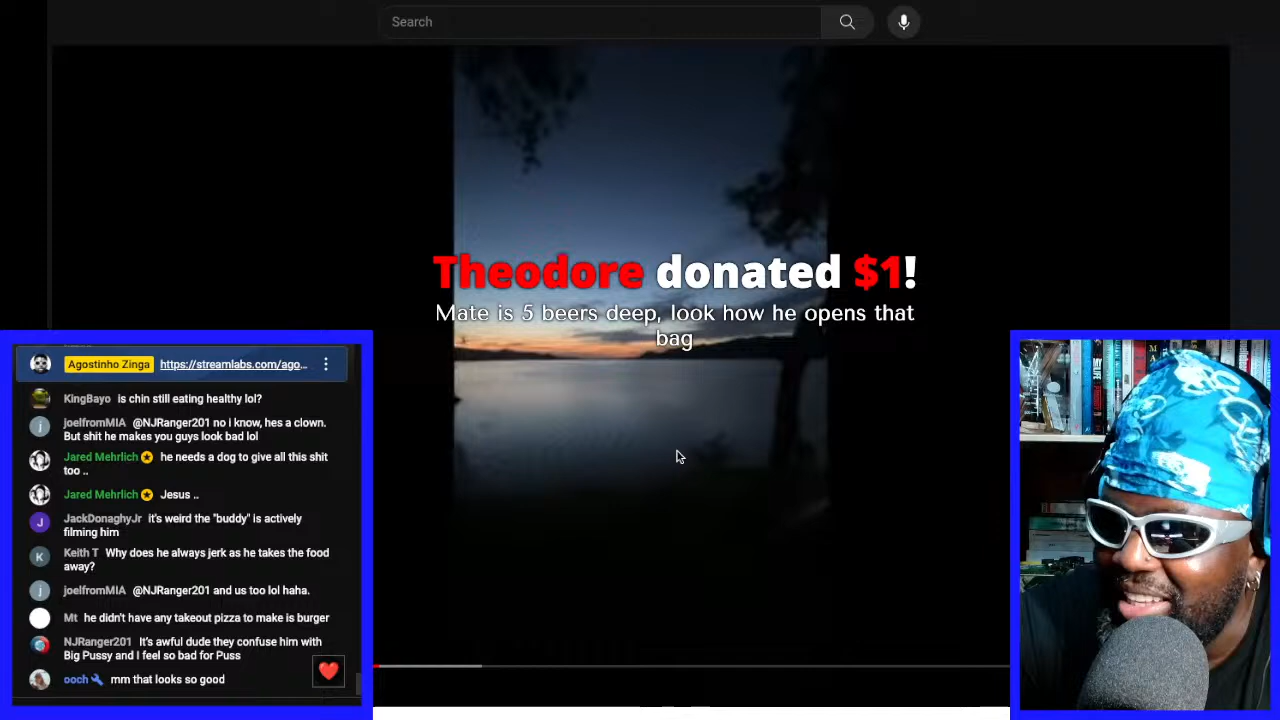 Search
Theodore donated $1!
Mate is 5 beers deep, look how he opens that
bag
Agostinho Zinga https://streamlabs.com/ago...
KingBayo is chin still eating healthy lol?
joelfromMIA @NJRanger201 no i know, hes a clown.
But shit he makes you guys look bad lol
Jared Mehrlich he needs a dog to give all this shit
too ..
Jared Mehrlich Jesus ..
J JackDonaghyJr it's weird the "buddy" is actively
filming him
K Keith T Why does he always jerk as he takes the food
away?
j joelfromMIA @NJRanger201 and us too lol haha.
Mt he didn't have any takeout pizza to make is burger
NJRanger201 It's awful dude they confuse him with
Big Pussy and I feel so bad for Puss
ooch mm that looks so good